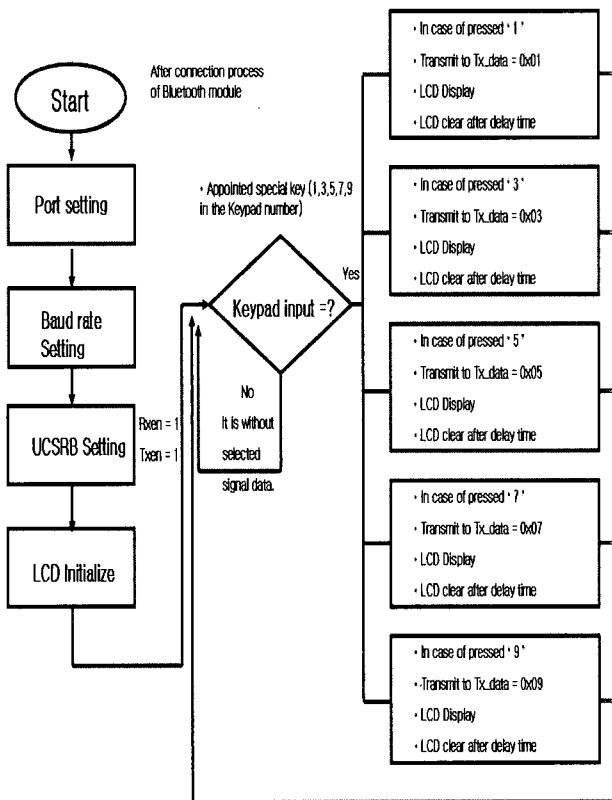 Start
After connection process
of Bluetooth module
Port setting
Baud rate
Setting
UCSRB Setting
Rxen = 1
Txen = 1
LCD Initialize
• Appointed special key (1,3,5,7,9
in the Keypad number)
Keypad input =?
Yes
No
It is without
selected
signal data.
• In case of pressed ‘ 1 ’
• Transmit to Tx_data = 0x01
• LCD Display
• LCD clear after delay time
• In case of pressed ‘ 3 ’
• Transmit to Tx_data = 0x03
• LCD Display
• LCD clear after delay time
• In case of pressed ‘ 5 ’
• Transmit to Tx_data = 0x05
• LCD Display
• LCD clear after delay time
• In case of pressed ‘ 7 ’
• Transmit to Tx_data = 0x07
• LCD Display
• LCD clear after delay time
• In case of pressed ‘ 9 ’
• Transmit to Tx_data = 0x09
• LCD Display
• LCD clear after delay time